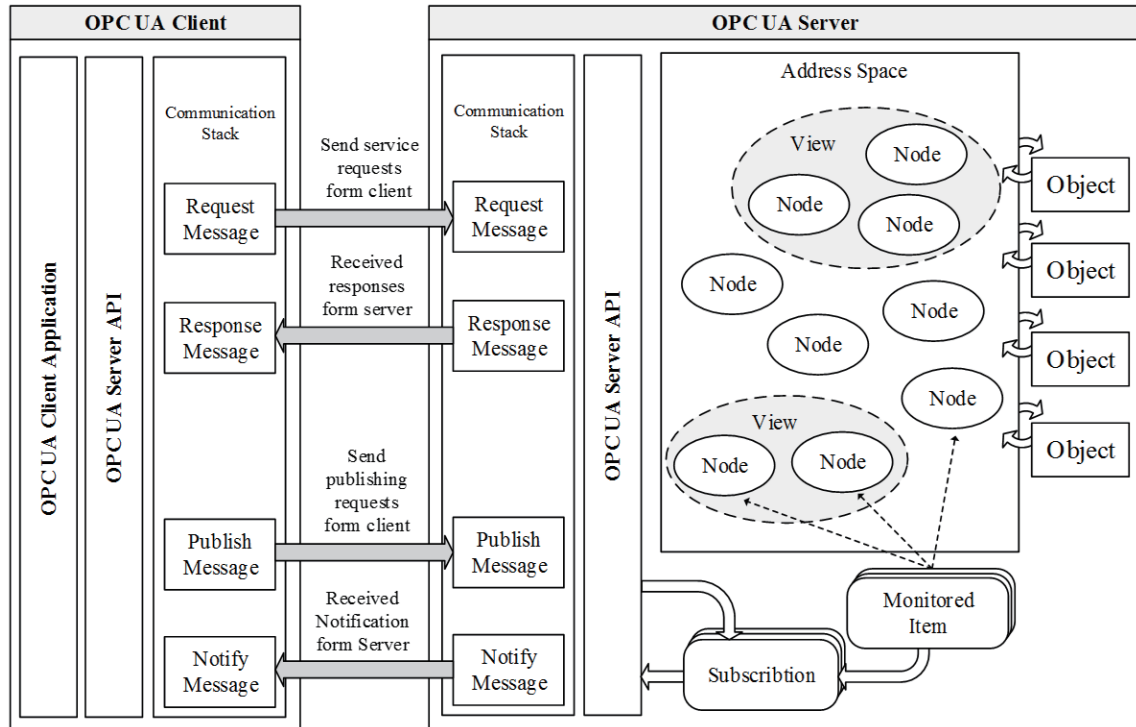 OPC UA Client
OPC UA Client Application
OPC UA Server API
Communication
Stack
Request
Message
Response
Message
Publish
Message
Notify
Message
Send service
requests
form client
Received
responses
form server
Send
publishing
requests
form client
Received
Notification
form Server
OPC UA Server
Communication
Stack
Request
Message
Response
Message
Publish
Message
Notify
Message
OPC UA Server API
Address Space
View
Node
Node
Node
Node
Node
Node
Node
View
Node
Node
Object
Object
Object
Object
Monitored
Item
Subscribtion